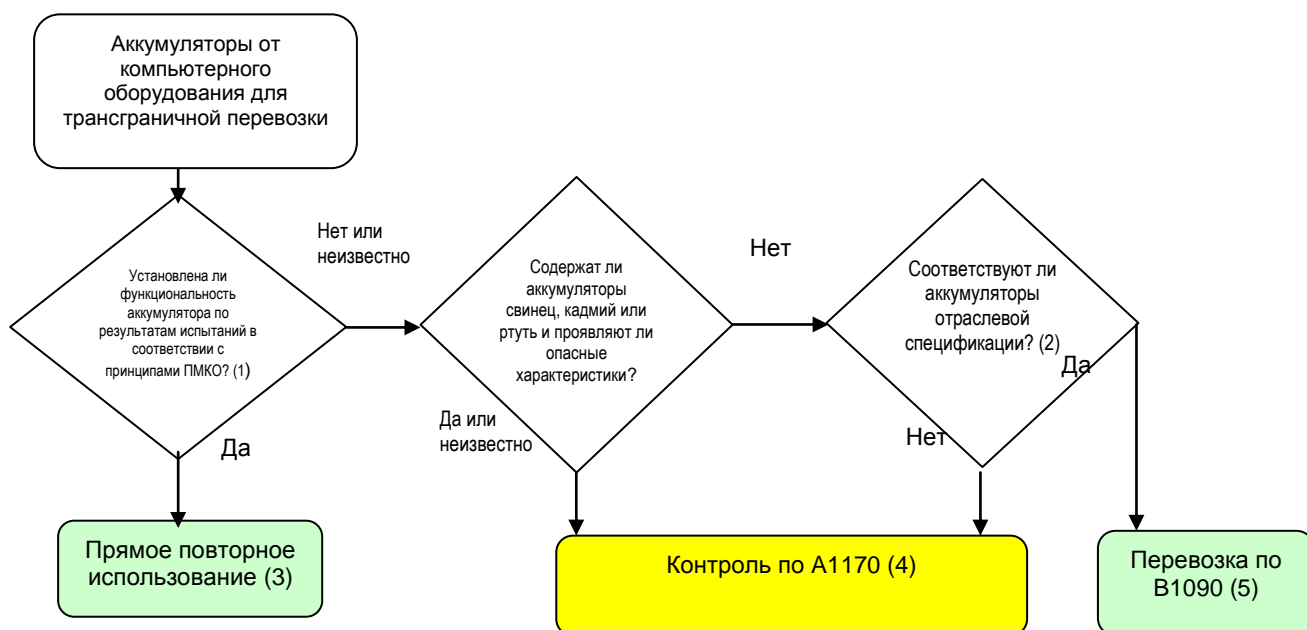 Аккумуляторы от
компьютерного
оборудования для
трансграничной перевозки
Установлена ли
функциональность
аккумулятора по
результатам испытаний в
соответствии с
принципами ПМКО? (1)
Нет или
неизвестно
Да
Содержат ли
аккумуляторы
свинец, кадмий или
ртуть и проявляют ли
опасные
характеристики?
Нет
Да или
неизвестно
Соответствуют ли
аккумуляторы
отраслевой
спецификации? (2)
Да
Нет
Прямое повторное
использование (3)
Контроль по А1170 (4)
Перевозка по
В1090 (5)